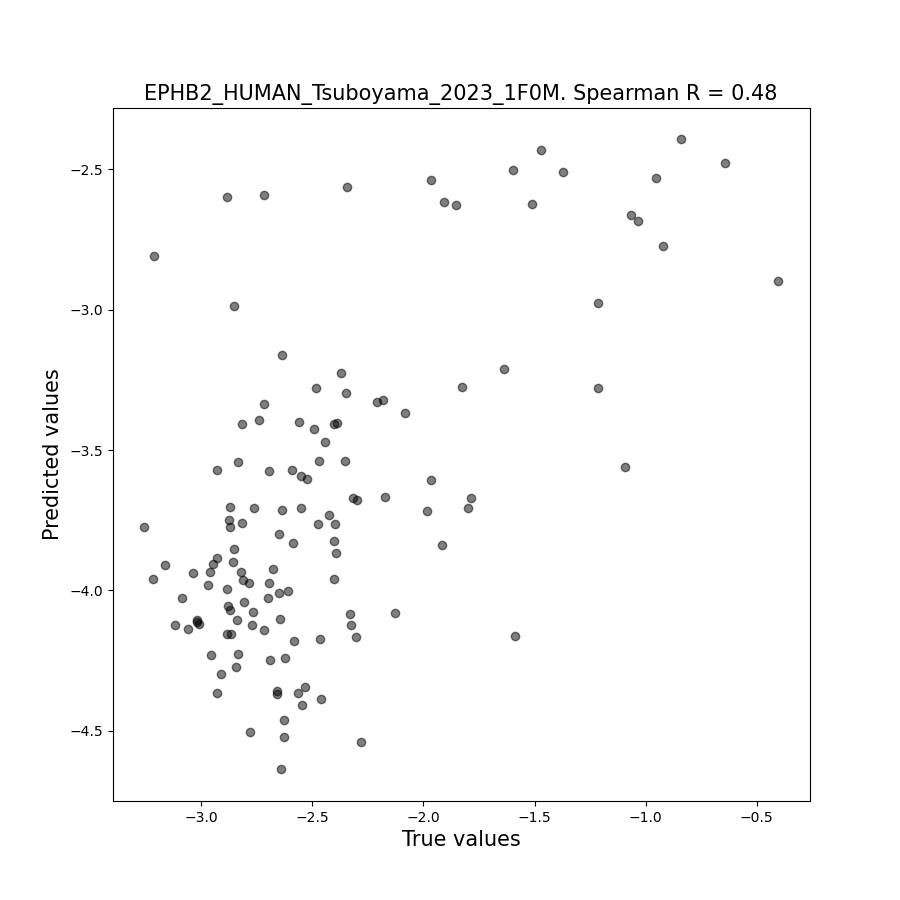 EPHB2_HUMAN_Tsuboyama_2023_1F0M. Spearman R = 0.48
Predicted values
−2.5
−3.0
−3.5
−4.0
−4.5
−3.0 −2.5 −2.0 −1.5 −1.0 −0.5
True values